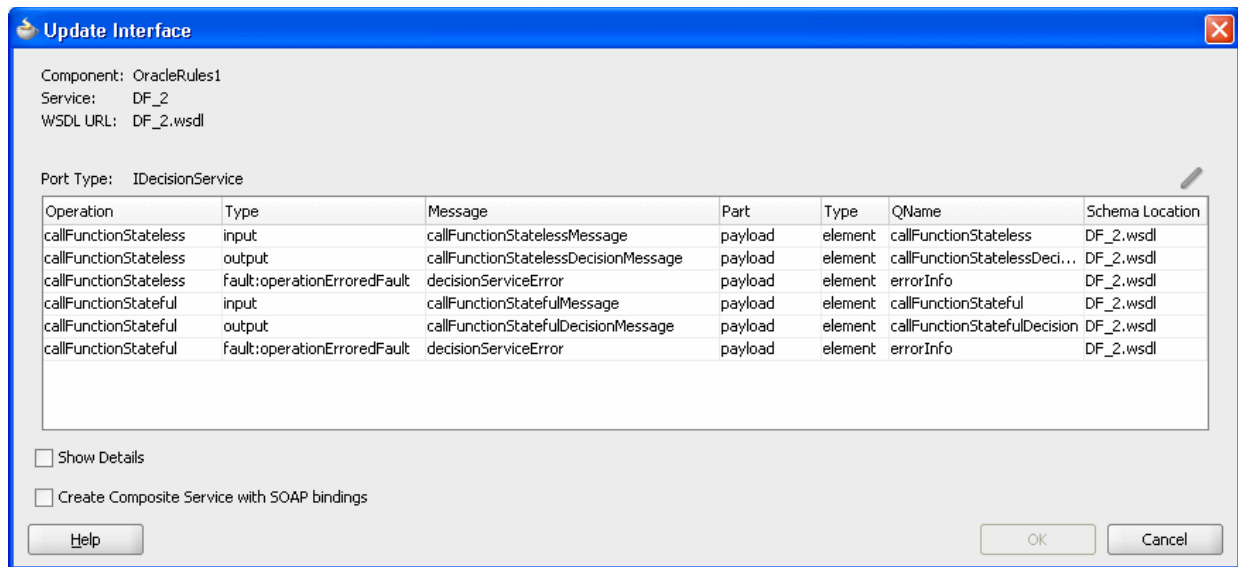 Update Interface
Component: OracleRules1
Service: DF_2
WSDL URL: DF_2.wsdl
Port Type: IDecisionService
Operation Type Message Part Type QName Schema Location
callFunctionStateless input callFunctionStatelessMessage payload element callFunctionStateless DF_2.wsdl
callFunctionStateless output callFunctionStatelessDecisionMessage payload element callFunctionStatelessDeci... DF_2.wsdl
callFunctionStateless fault:operationErroredFault decisionServiceError payload element errorInfo DF_2.wsdl
callFunctionStateful input callFunctionStatefulMessage payload element callFunctionStateful DF_2.wsdl
callFunctionStateful output callFunctionStatefulDecisionMessage payload element callFunctionStatefulDecision DF_2.wsdl
callFunctionStateful fault:operationErroredFault decisionServiceError payload element errorInfo DF_2.wsdl
Show Details
Create Composite Service with SOAP bindings
Help OK Cancel